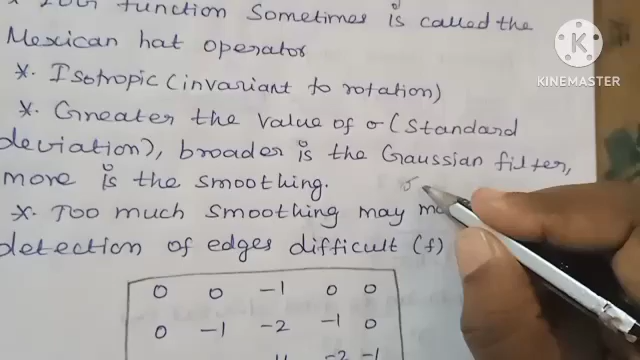 function Sometimes is called the
Mexican hat operator
*. Isotropic (invariant to rotation)
*. Greater the value of σ (Standard
deviation), broader is the Gaussian filter,
more is the smoothing. σ
*. Too much smoothing may
detection of edges difficult (f)
0 0 -1 0 0
0 -1 -2 -1 0
-2 -1
K
KINEMASTER